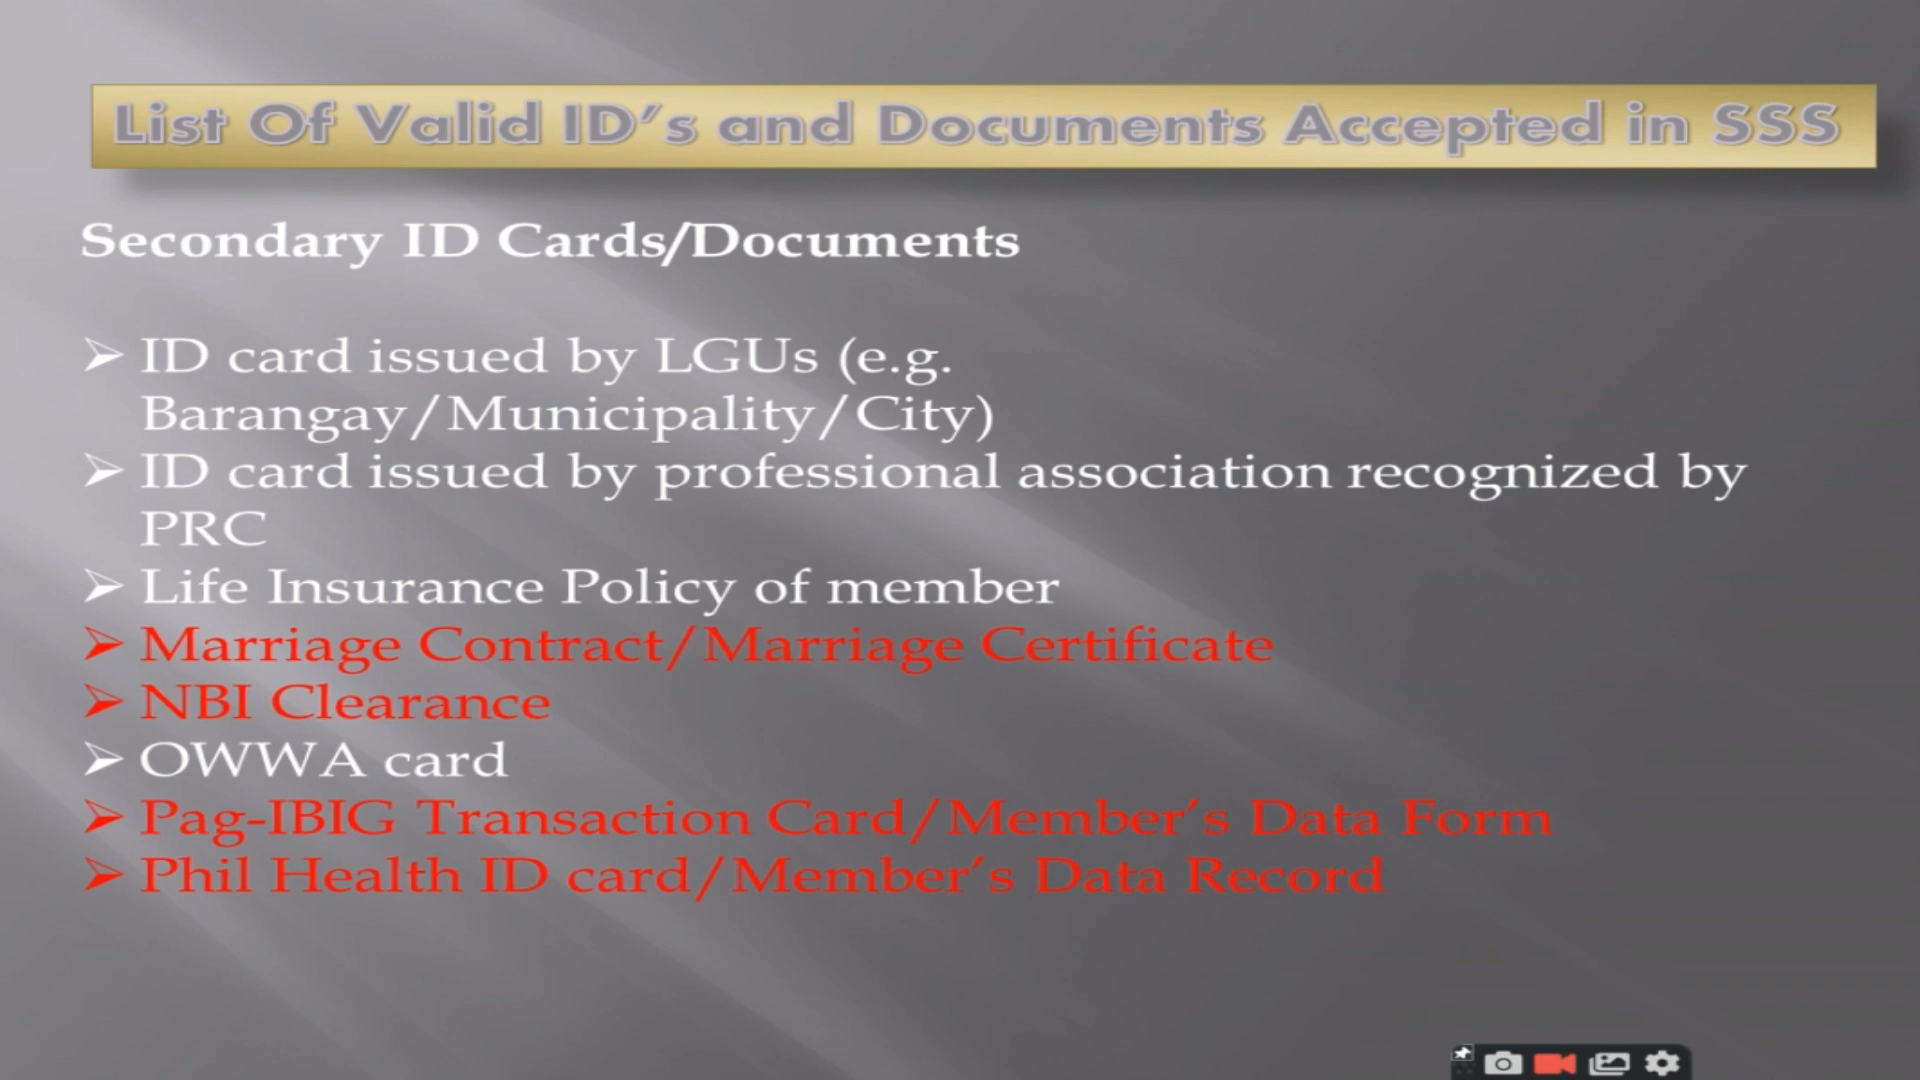 List Of Valid ID's and Documents Accepted in SSS
Secondary ID Cards/Documents
➢ ID card issued by LGUs (e.g.
Barangay/Municipality/City)
➢ ID card issued by professional association recognized by
PRC
➢ Life Insurance Policy of member
➢ Marriage Contract/Marriage Certificate
➢ NBI Clearance
➢ OWWA card
➢ Pag-IBIG Transaction Card/Member's Data Form
➢ Phil Health ID card/Member's Data Record